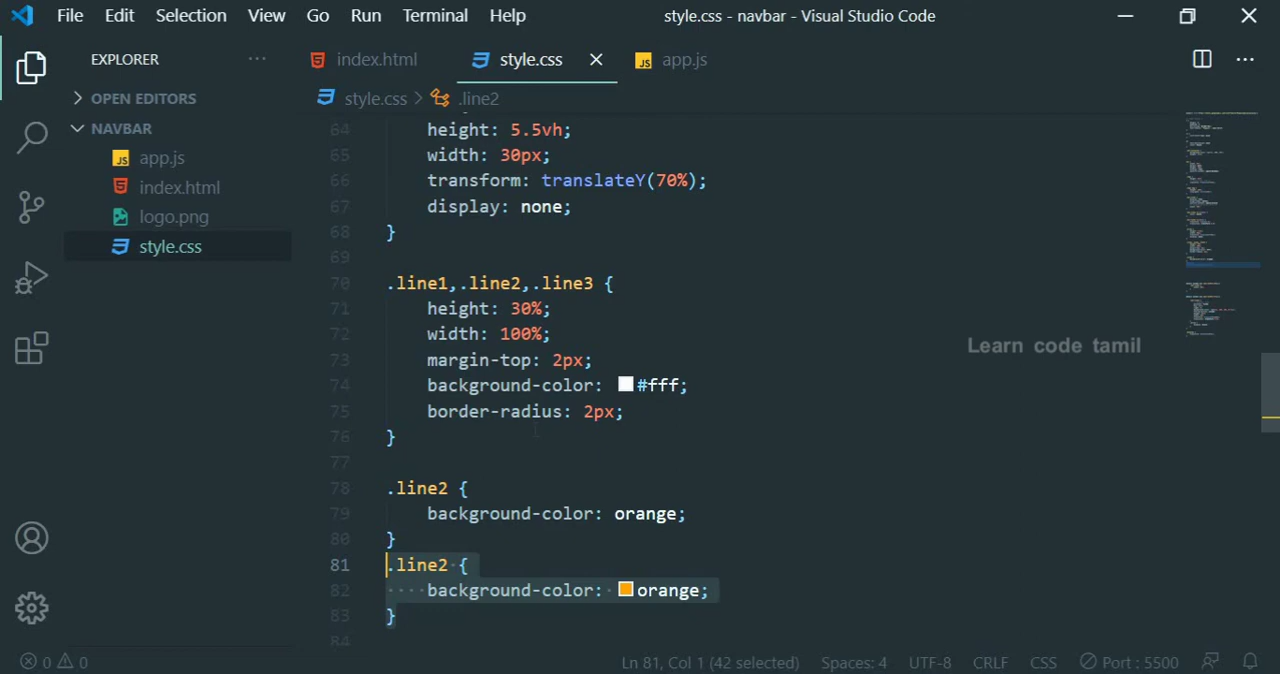 File Edit Selection View Go Run Terminal Help style.css - navbar - Visual Studio Code
EXPLORER
OPEN EDITORS
NAVBAR
app.js
index.html
logo.png
style.css
index.html style.css app.js
style.css > .line2
64 height: 5.5vh;
65 width: 30px;
66 transform: translateY(70%);
67 display: none;
68 }
69
70 .line1,.line2,.line3 {
71 height: 30%;
72 width: 100%;
73 margin-top: 2px;
74 background-color: #fff;
75 border-radius: 2px;
76 }
77
78 .line2 {
79 background-color: orange;
80 }
81 .line2 {
82 background-color: orange;
83 }
84
Learn code tamil
0 0 Ln 81, Col 1 (42 selected) Spaces: 4 UTF-8 CRLF CSS Port : 5500